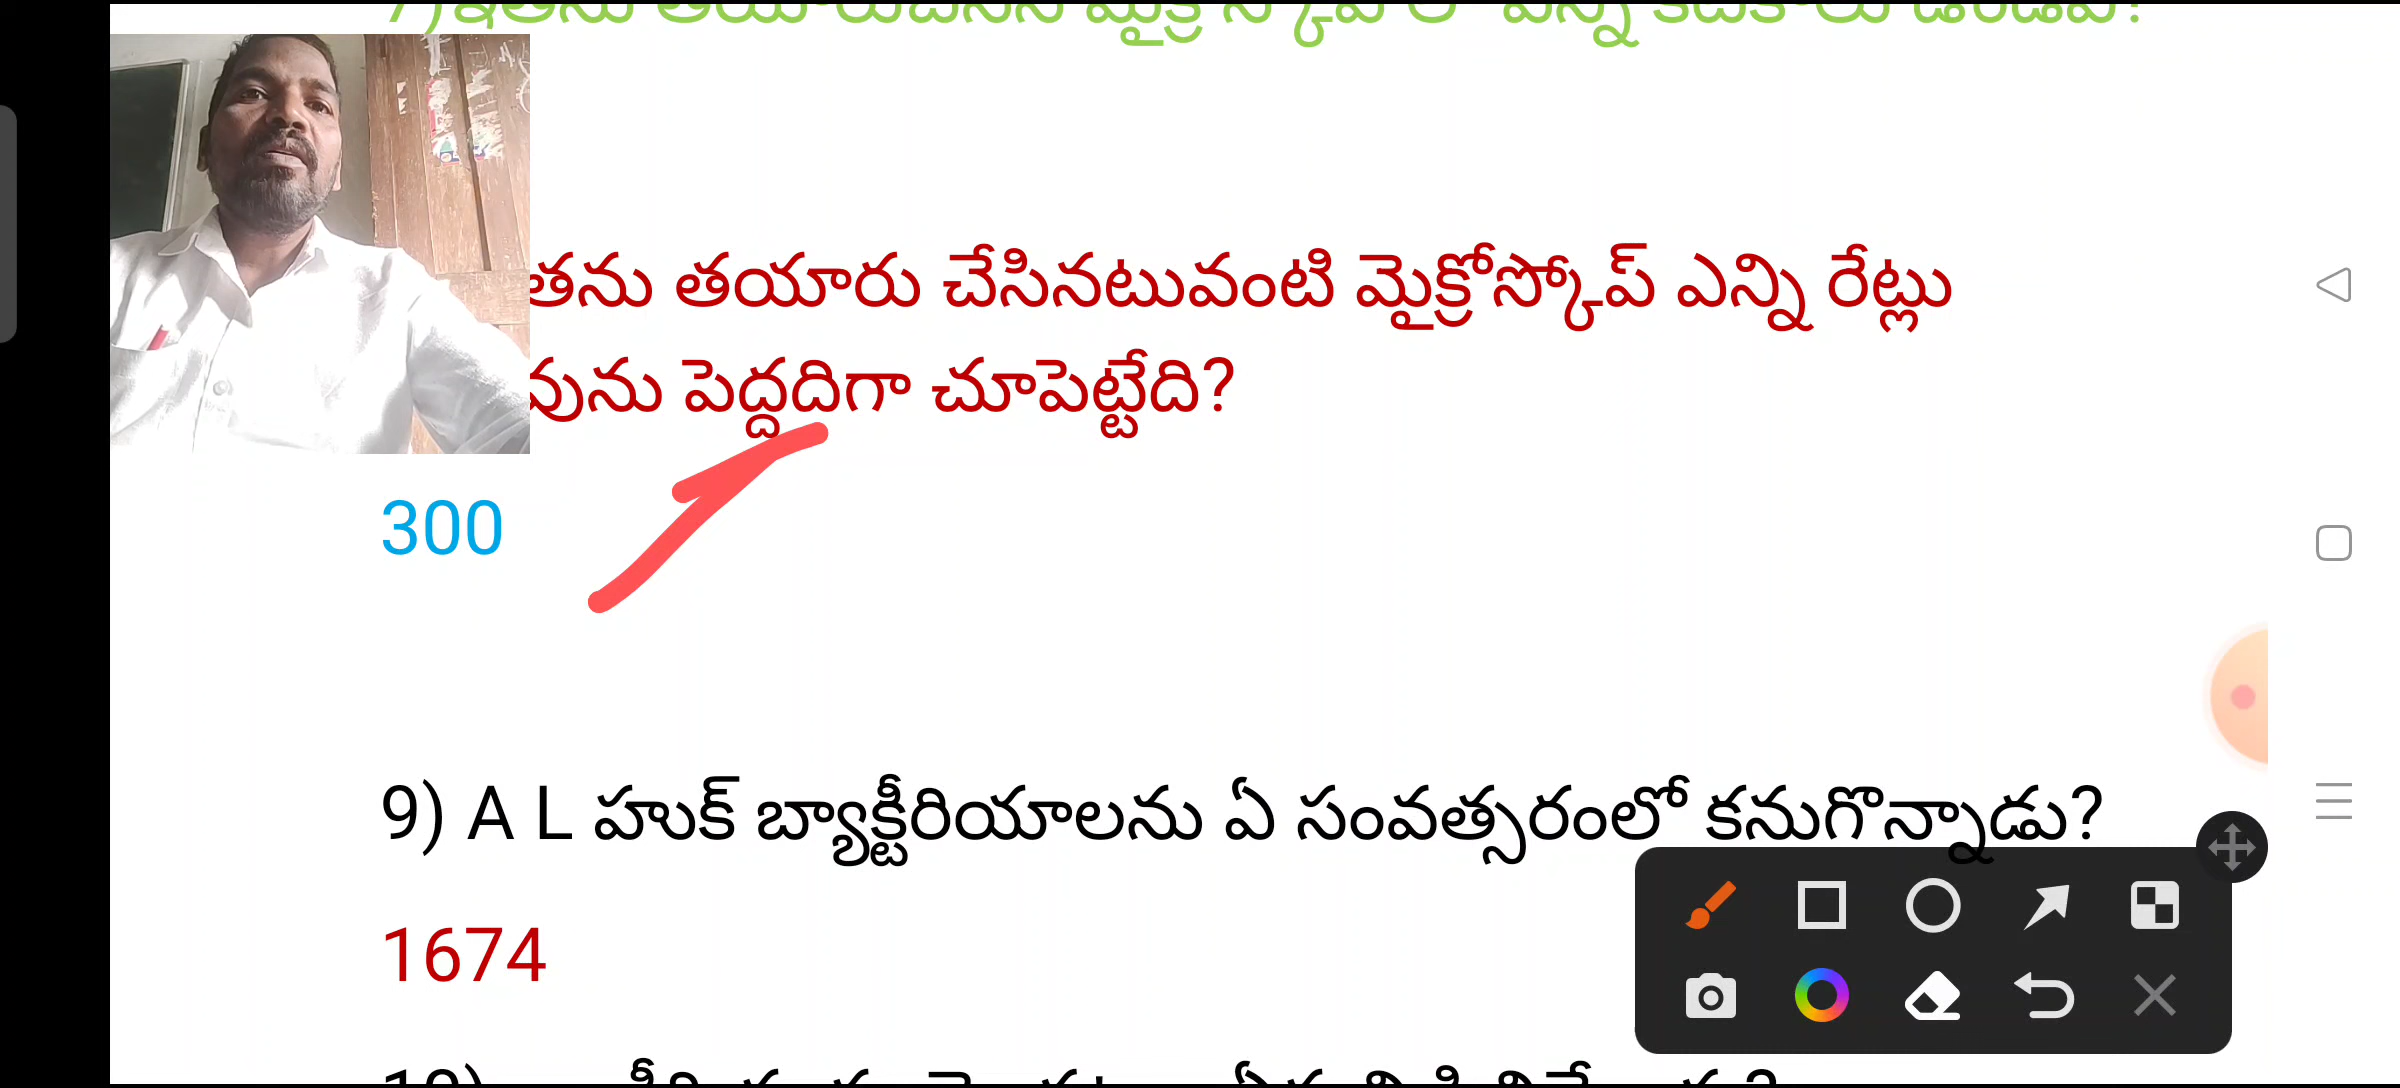 తను తయారు చేసినటువంటి మైక్రోస్కోప్ ఎన్ని రేట్లు
వును పెద్దదిగా చూపెట్టేది?
300
9) A L హుక్ బ్యాక్టీరియాలను ఏ సంవత్సరంలో కనుగొన్నాడు?
1674